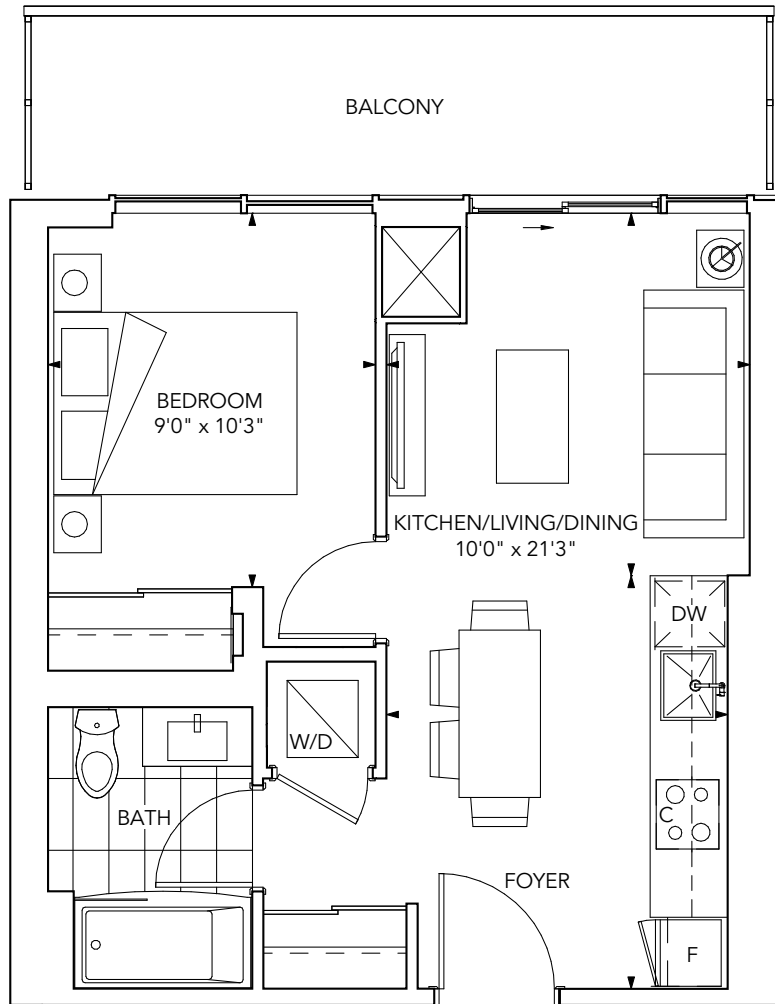 BALCONY
BEDROOM
9'0" x 10'3"
KITCHEN/LIVING/DINING
10'0" x 21'3"
DW
W/D
C
BATH
FOYER
F